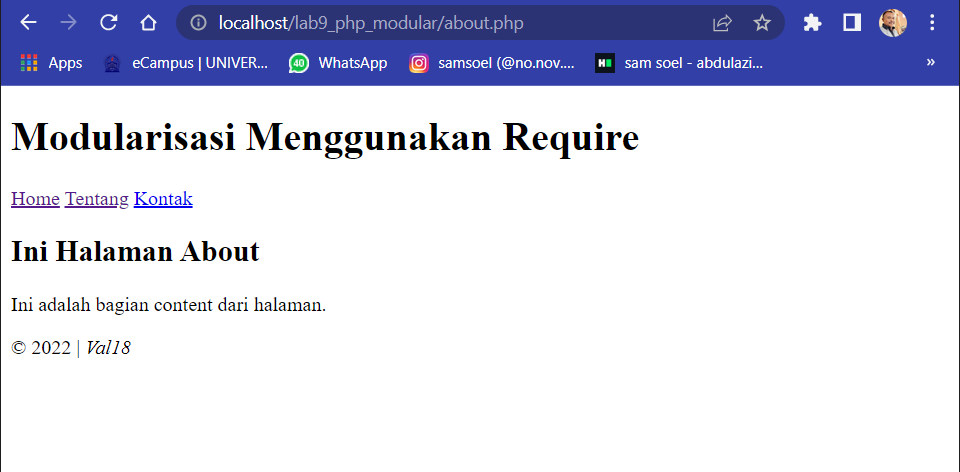 localhost/lab9_php_modular/about.php
Apps eCampus | UNIVER... 40 WhatsApp samsoel (@no.nov.... H sam soel - abdulazi... »
Modularisasi Menggunakan Require
Home Tentang Kontak
Ini Halaman About
Ini adalah bagian content dari halaman.
© 2022 | Val18